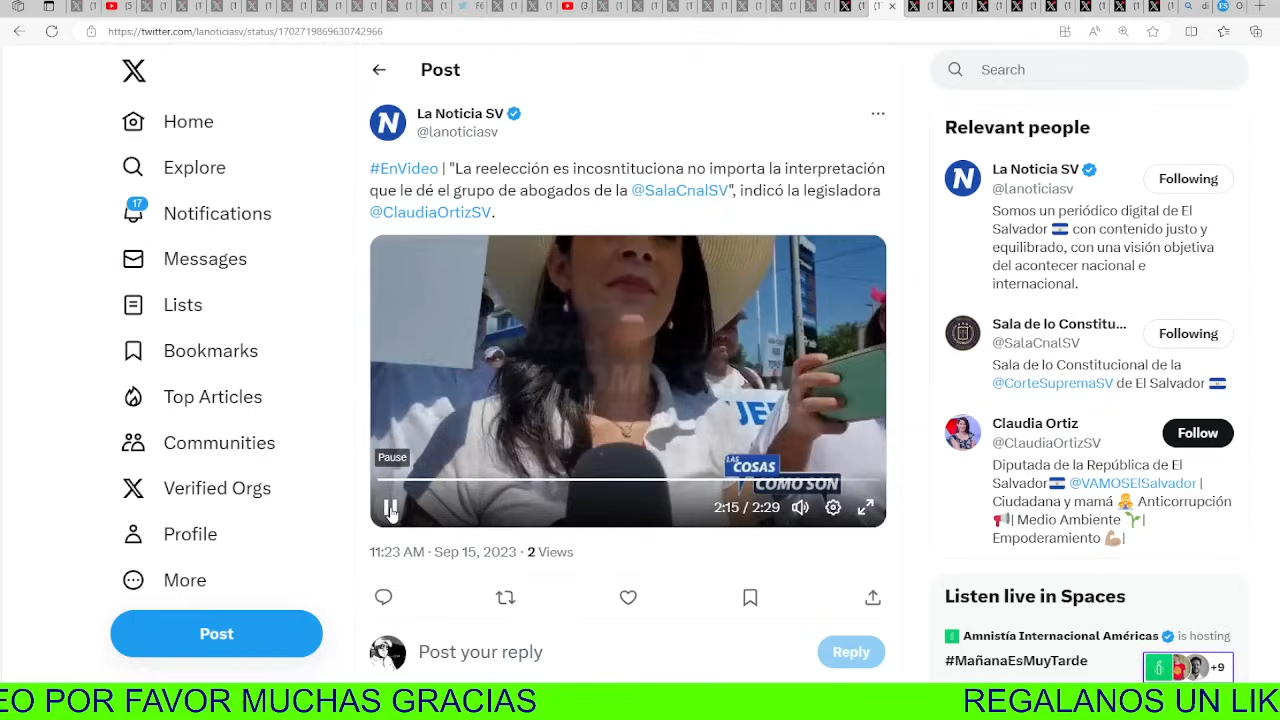 https://twitter.com/lanoticiasv/status/1702719869630742966
Home
Explore
17
Notifications
Messages
Lists
Bookmarks
Top Articles
Communities
Verified Orgs
Profile
More
Post
Post
La Noticia SV
@lanoticiasv
#EnVideo | "La reelección es incosntituciona no importa la interpretación
que le dé el grupo de abogados de la @SalaCnalSV", indicó la legisladora
@ClaudiaOrtizSV.
Pause
LAS
COSAS
COMO SON
2:15 / 2:29
11:23 AM · Sep 15, 2023 · 2 Views
Post your reply
Reply
Search
Relevant people
La Noticia SV
@lanoticiasv
Following
Somos un periódico digital de El
Salvador 🇸🇻 con contenido justo y
equilibrado, con una visión objetiva
del acontecer nacional e
internacional.
Sala de lo Constitu...
@SalaCnalSV
Following
Sala de lo Constitucional de la
@CorteSupremaSV de El Salvador 🇸🇻
Claudia Ortiz
@ClaudiaOrtizSV
Follow
Diputada de la República de El
Salvador🇸🇻 @VAMOSElSalvador |
Ciudadana y mamá 🤱 Anticorrupción
📢| Medio Ambiente 🌱|
Empoderamiento 💪🏼|
Listen live in Spaces
Amnistía Internacional Américas is hosting
#MañanaEsMuyTarde
+9
EO POR FAVOR MUCHAS GRACIAS REGALANOS UN LIK